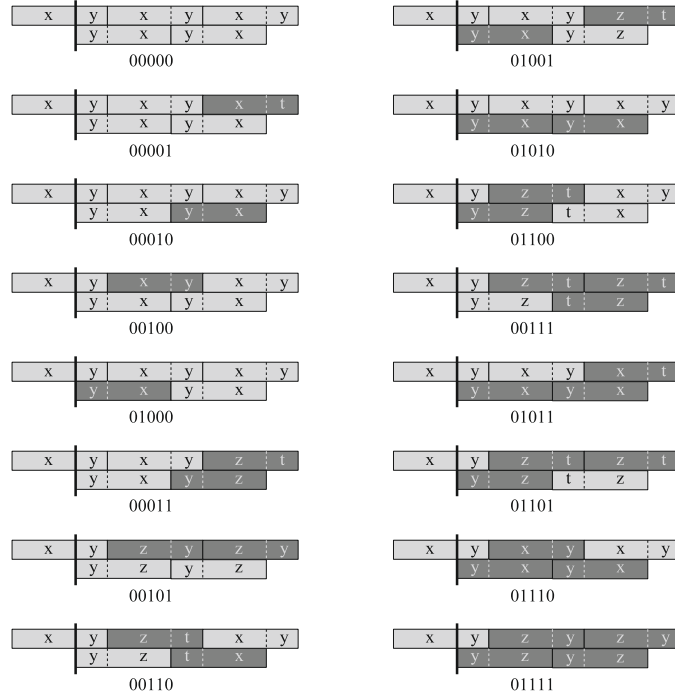 x y x y x y
y x y x
00000
x y x y x t
y x y x
00001
x y x y x y
y x y x
00010
x y x y x y
y x y x
00100
x y x y x y
y x y x
01000
x y x y z t
y x y z
00011
x y z y z y
y z y z
00101
x y z t x y
y z t x
00110
x y x y z t
y x y z
01001
x y x y x y
y x y x
01010
x y z t x y
y z t x
01100
x y z t z t
y z t z
00111
x y x y x t
y x y x
01011
x y z t z t
y z t z
01101
x y x y x y
y x y x
01110
x y z y z y
y z y z
01111